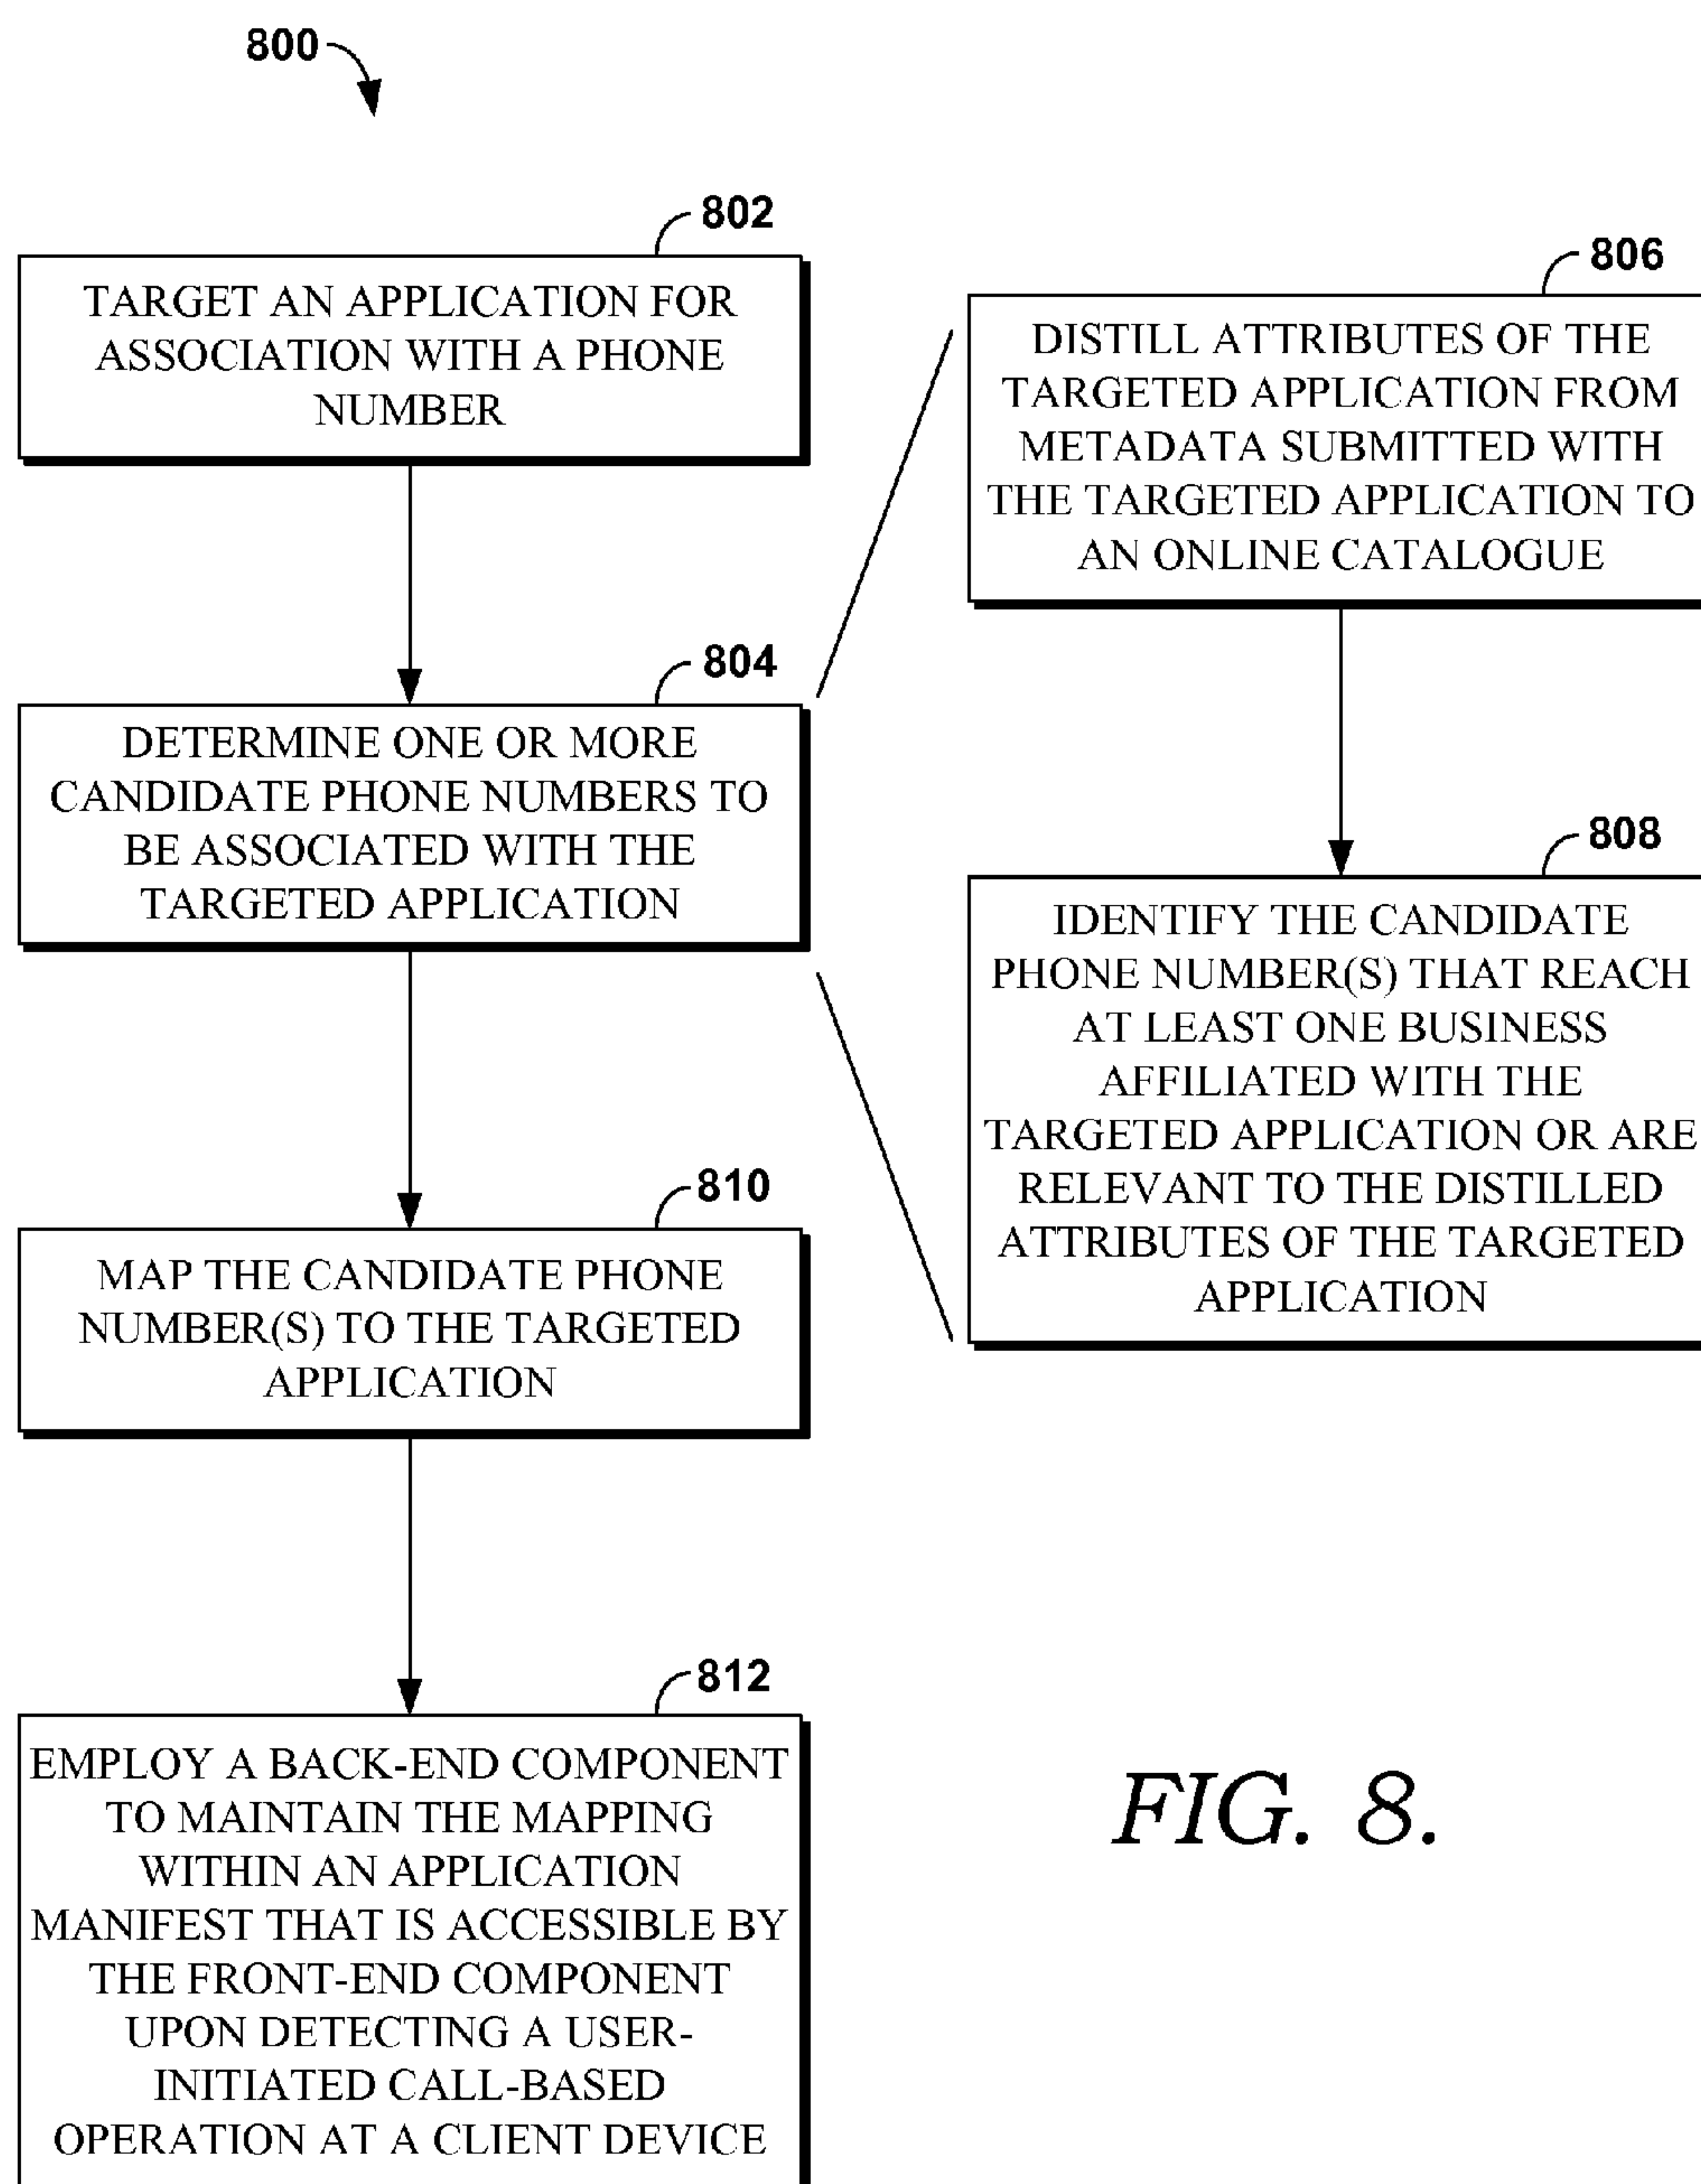 800
802
TARGET AN APPLICATION FOR
ASSOCIATION WITH A PHONE
NUMBER
804
DETERMINE ONE OR MORE
CANDIDATE PHONE NUMBERS TO
BE ASSOCIATED WITH THE
TARGETED APPLICATION
806
DISTILL ATTRIBUTES OF THE
TARGETED APPLICATION FROM
METADATA SUBMITTED WITH
THE TARGETED APPLICATION TO
AN ONLINE CATALOGUE
808
IDENTIFY THE CANDIDATE
PHONE NUMBER(S) THAT REACH
AT LEAST ONE BUSINESS
AFFILIATED WITH THE
TARGETED APPLICATION OR ARE
RELEVANT TO THE DISTILLED
ATTRIBUTES OF THE TARGETED
APPLICATION
810
MAP THE CANDIDATE PHONE
NUMBER(S) TO THE TARGETED
APPLICATION
812
EMPLOY A BACK-END COMPONENT
TO MAINTAIN THE MAPPING
WITHIN AN APPLICATION
MANIFEST THAT IS ACCESSIBLE BY
THE FRONT-END COMPONENT
UPON DETECTING A USER-
INITIATED CALL-BASED
OPERATION AT A CLIENT DEVICE
FIG. 8.